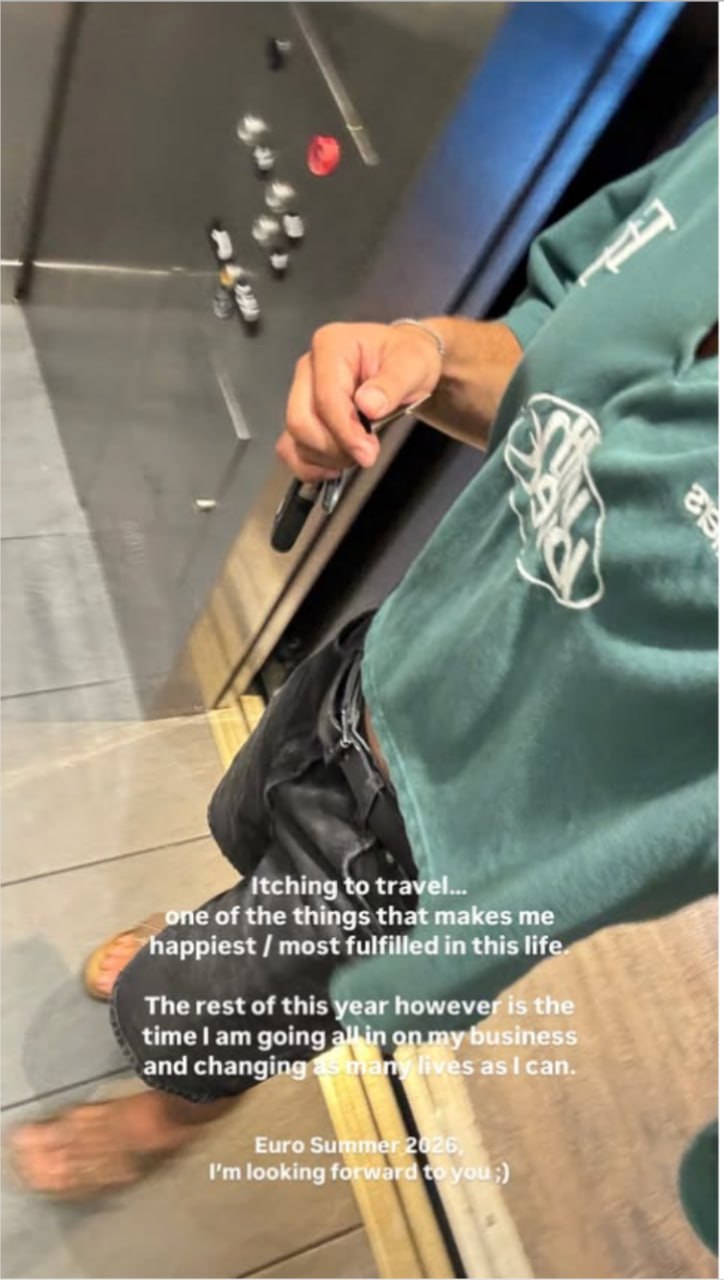 Itching to travel...
one of the things that makes me
happiest / most fulfilled in this life.
The rest of this year however is the
time I am going all in on my business
and changing as many lives as I can.
Euro Summer 2026,
I'm looking forward to you ;)